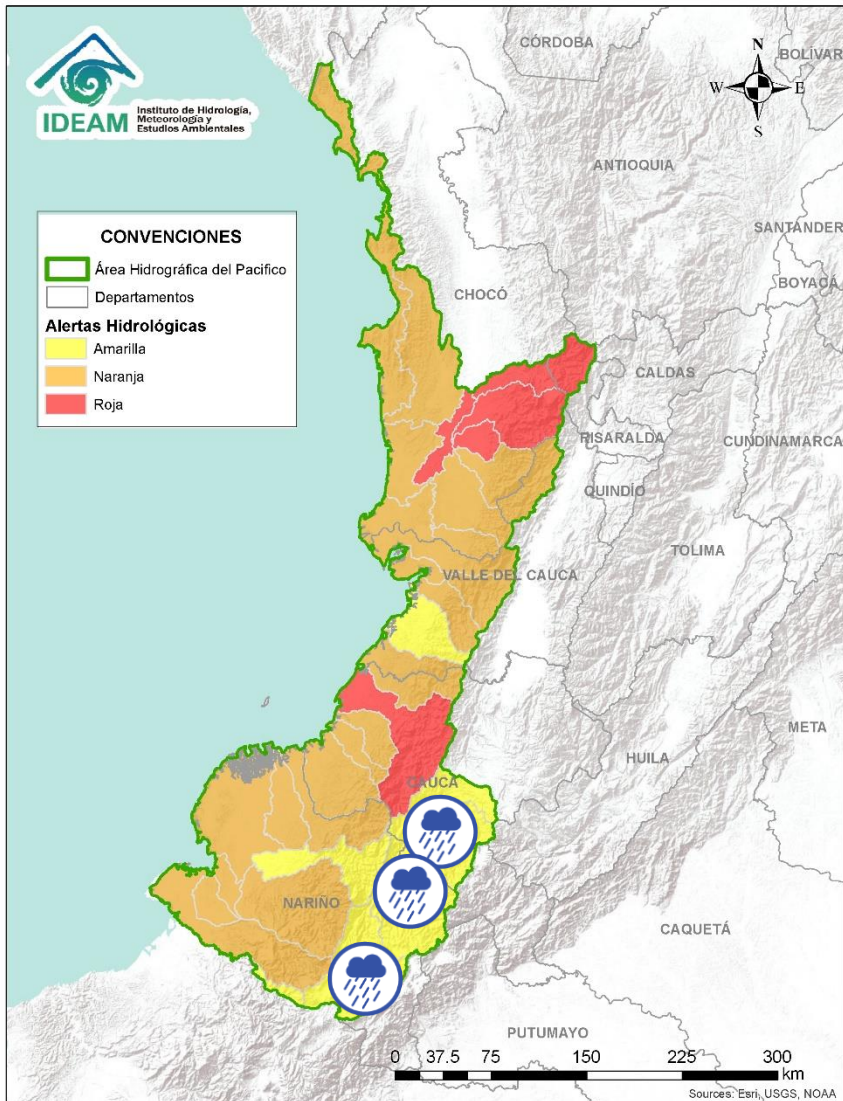 IDEAM
Instituto de Hidrología,
Meteorología y
Estudios Ambientales
N
W E
S
CÓRDOBA
BOLÍVAR
ANTIOQUIA
SANTANDER
BOYACÁ
CONVENCIONES
Área Hidrográfica del Pacifico
Departamentos
Alertas Hidrológicas
Amarilla
Naranja
Roja
CHOCÓ
CALDAS
RISARALDA
CUNDINAMARCA
QUINDÍO
TOLIMA
VALLE DEL CAUCA
META
HUILA
CAUCA
NARIÑO
CAQUETÁ
PUTUMAYO
0 37.5 75 150 225 300
km
Sources: Esri, USGS, NOAA